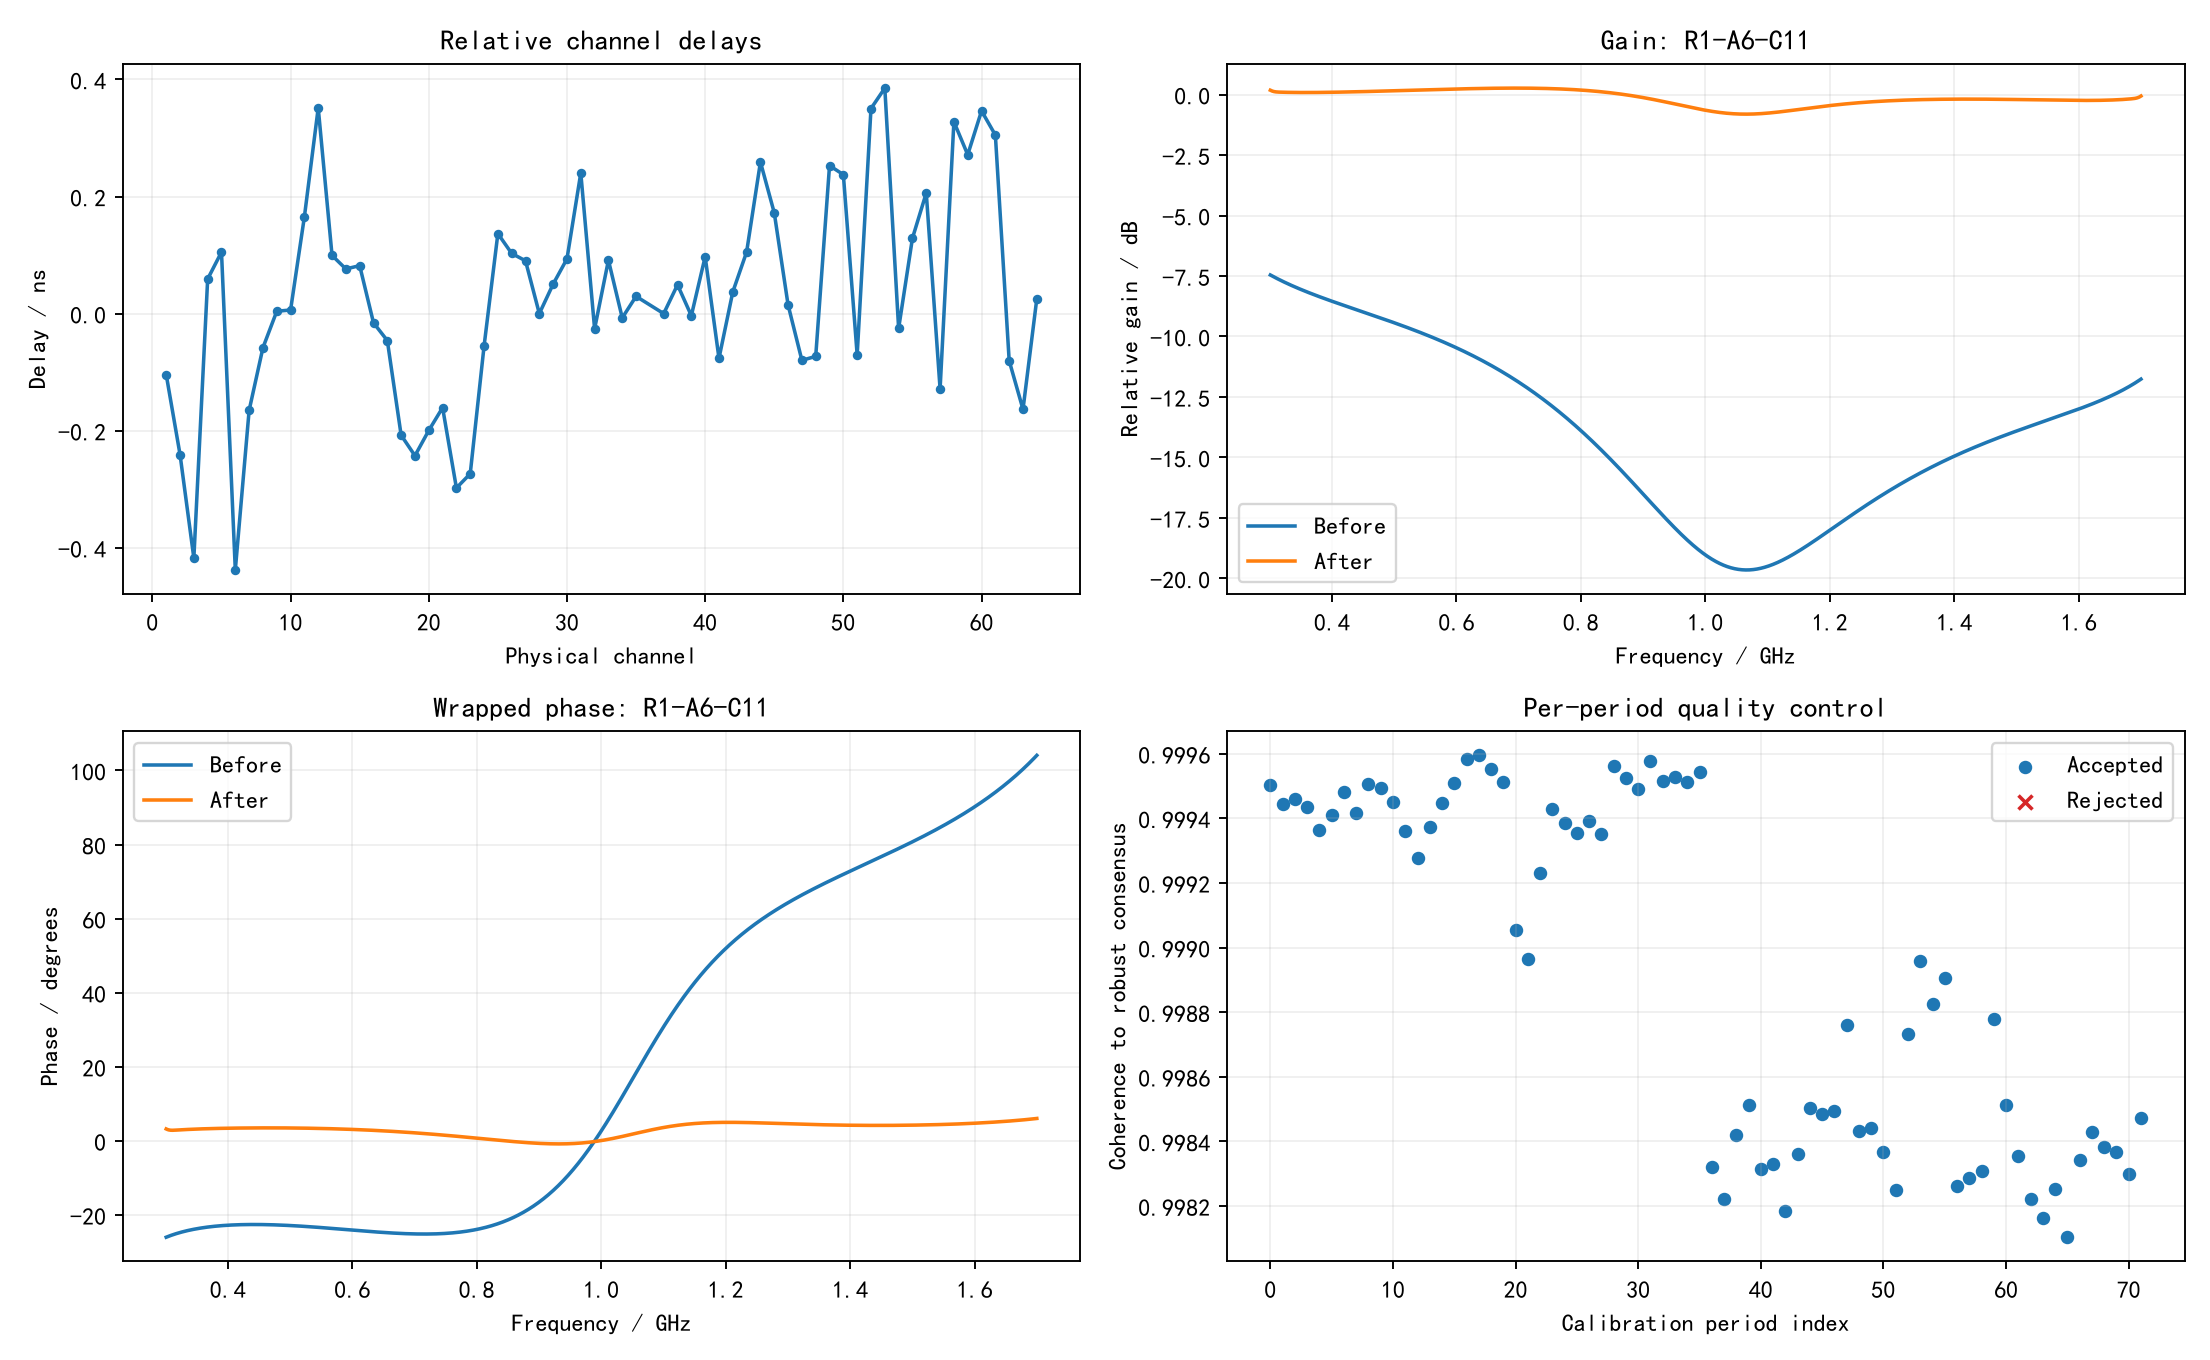 Relative channel delays
0.4
0.2
0.0
−0.2
−0.4
Delay / ns
0 10 20 30 40 50 60
Physical channel
Gain: R1-A6-C11
0.0
−2.5
−5.0
−7.5
−10.0
−12.5
−15.0
−17.5
−20.0
Relative gain / dB
Before
After
0.4 0.6 0.8 1.0 1.2 1.4 1.6
Frequency / GHz
Wrapped phase: R1-A6-C11
100
80
60
40
20
0
−20
Phase / degrees
Before
After
0.4 0.6 0.8 1.0 1.2 1.4 1.6
Frequency / GHz
Per-period quality control
0.9996
0.9994
0.9992
0.9990
0.9988
0.9986
0.9984
0.9982
Coherence to robust consensus
Accepted
Rejected
0 10 20 30 40 50 60 70
Calibration period index